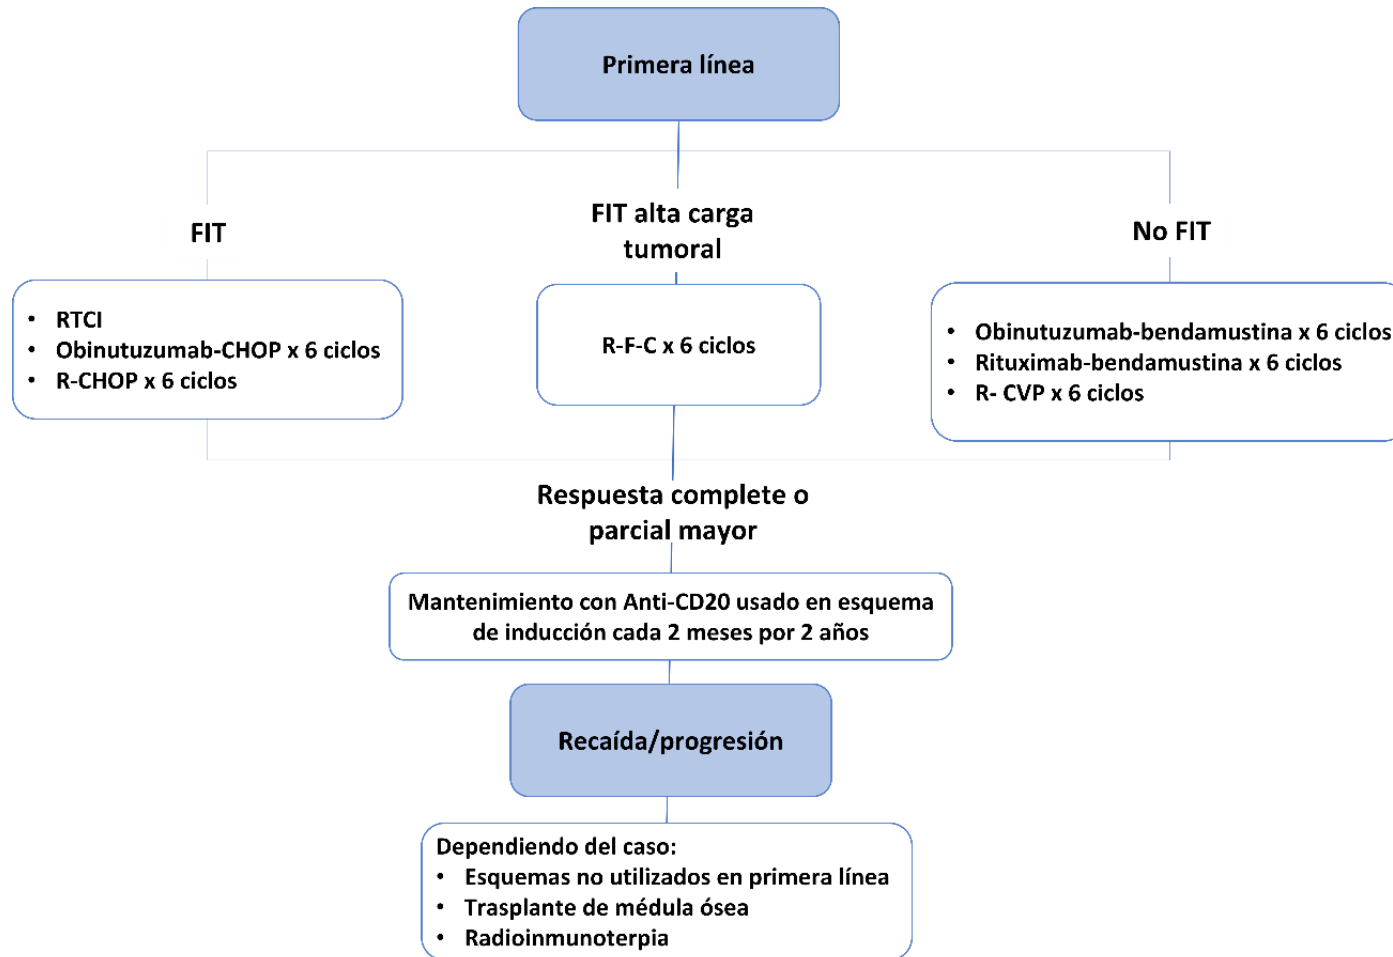 Primera línea
FIT
FIT alta carga
tumoral
No FIT
• RTCI
• Obinutuzumab-CHOP x 6 ciclos
• R-CHOP x 6 ciclos
R-F-C x 6 ciclos
• Obinutuzumab-bendamustina x 6 ciclos
• Rituximab-bendamustina x 6 ciclos
• R- CVP x 6 ciclos
Respuesta complete o
parcial mayor
Mantenimiento con Anti-CD20 usado en esquema
de inducción cada 2 meses por 2 años
Recaída/progresión
Dependiendo del caso:
• Esquemas no utilizados en primera línea
• Trasplante de médula ósea
• Radioinmunoterpia